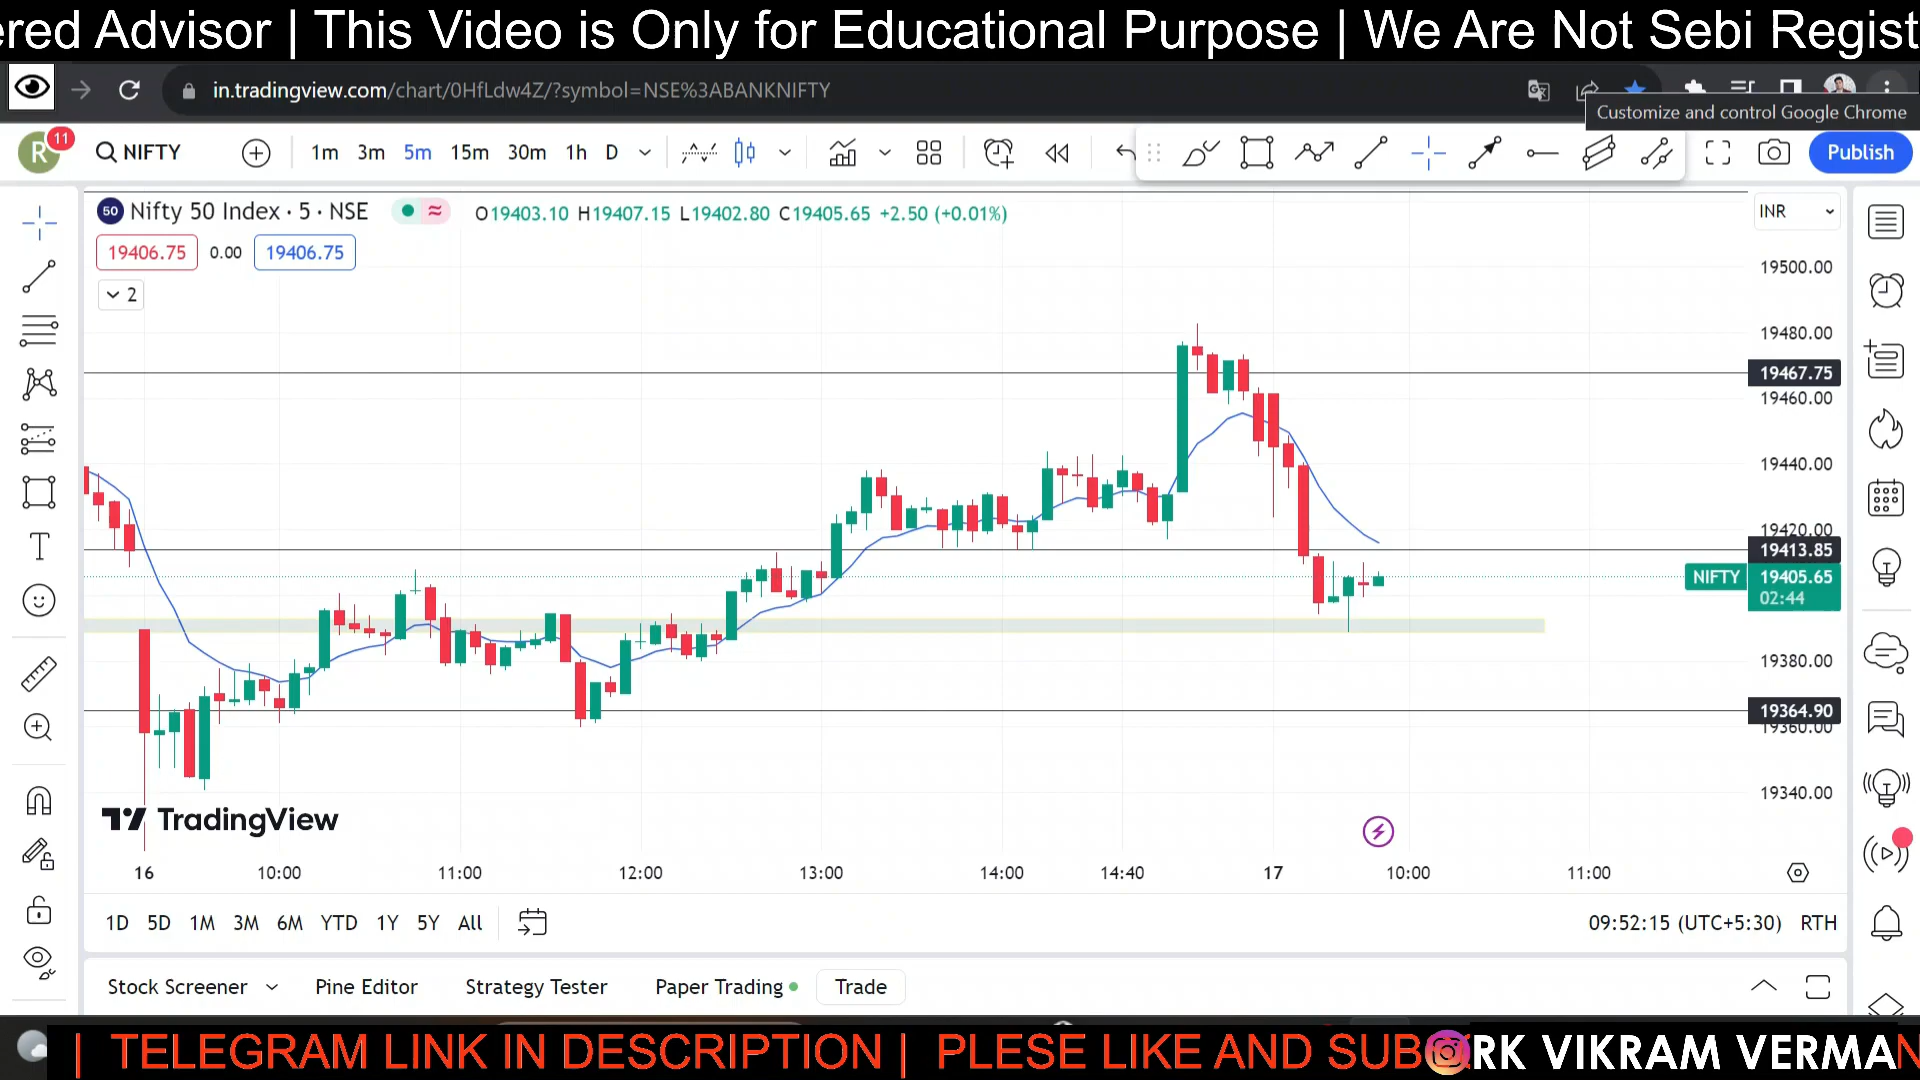 ered Advisor | This Video is Only for Educational Purpose | We Are Not Sebi Regist
in.tradingview.com/chart/0HfLdw4Z/?symbol=NSE%3ABANKNIFTY
Customize and control Google Chrome
R 11 NIFTY 1m 3m 5m 15m 30m 1h D Publish
50 Nifty 50 Index · 5 · NSE O19403.10 H19407.15 L19402.80 C19405.65 +2.50 (+0.01%) INR
19406.75 0.00 19406.75
2
19500.00
19480.00
19467.75
19460.00
19440.00
19420.00
19413.85
NIFTY 19405.65
02:44
19380.00
19364.90
19360.00
19340.00
TradingView
16 10:00 11:00 12:00 13:00 14:00 14:40 17 10:00 11:00
1D 5D 1M 3M 6M YTD 1Y 5Y All 09:52:15 (UTC+5:30) RTH
Stock Screener Pine Editor Strategy Tester Paper Trading Trade
| TELEGRAM LINK IN DESCRIPTION | PLESE LIKE AND SUB RK VIKRAM VERMA